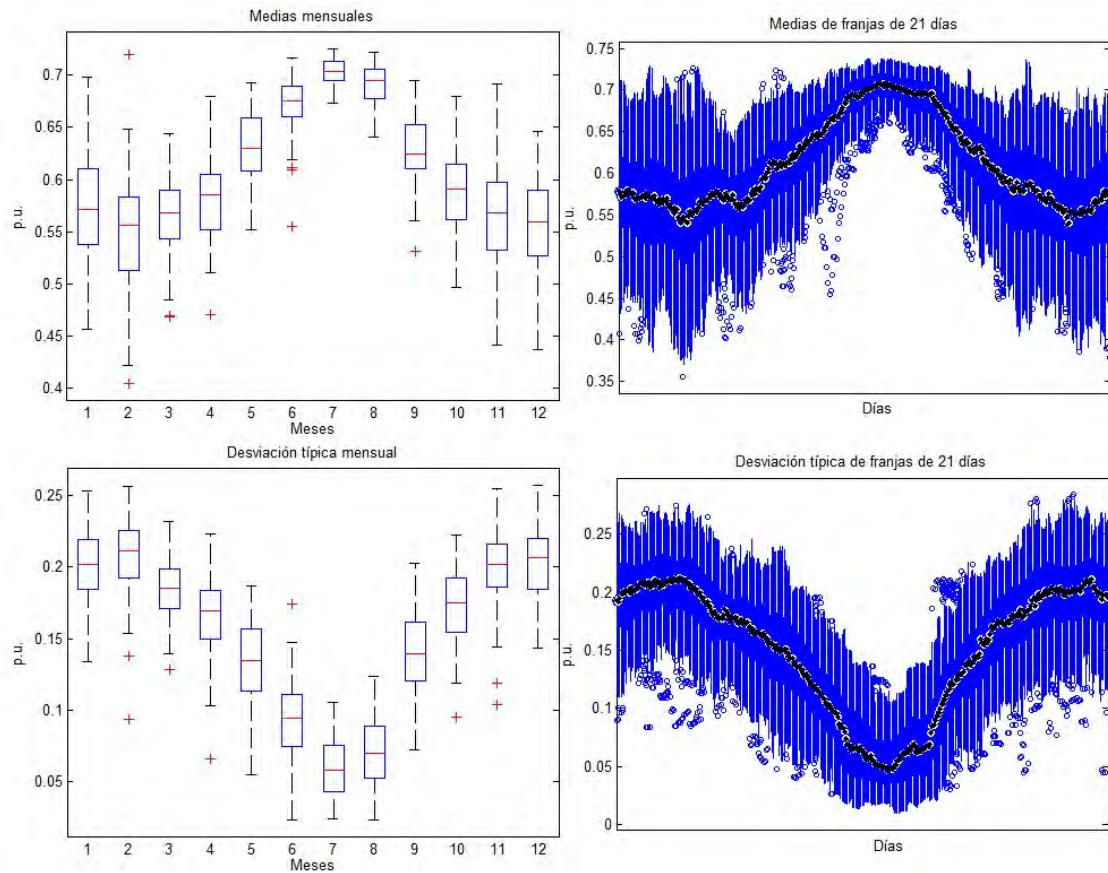 Medias mensuales
0.7
0.65
0.6
0.55
0.5
0.45
0.4
p.u.
1 2 3 4 5 6 7 8 9 10 11 12
Meses
Medias de franjas de 21 días
0.75
0.7
0.65
0.6
0.55
0.5
0.45
0.4
0.35
p.u.
Días
Desviación típica mensual
0.25
0.2
0.15
0.1
0.05
p.u.
1 2 3 4 5 6 7 8 9 10 11 12
Meses
Desviación típica de franjas de 21 días
0.25
0.2
0.15
0.1
0.05
0
p.u.
Días